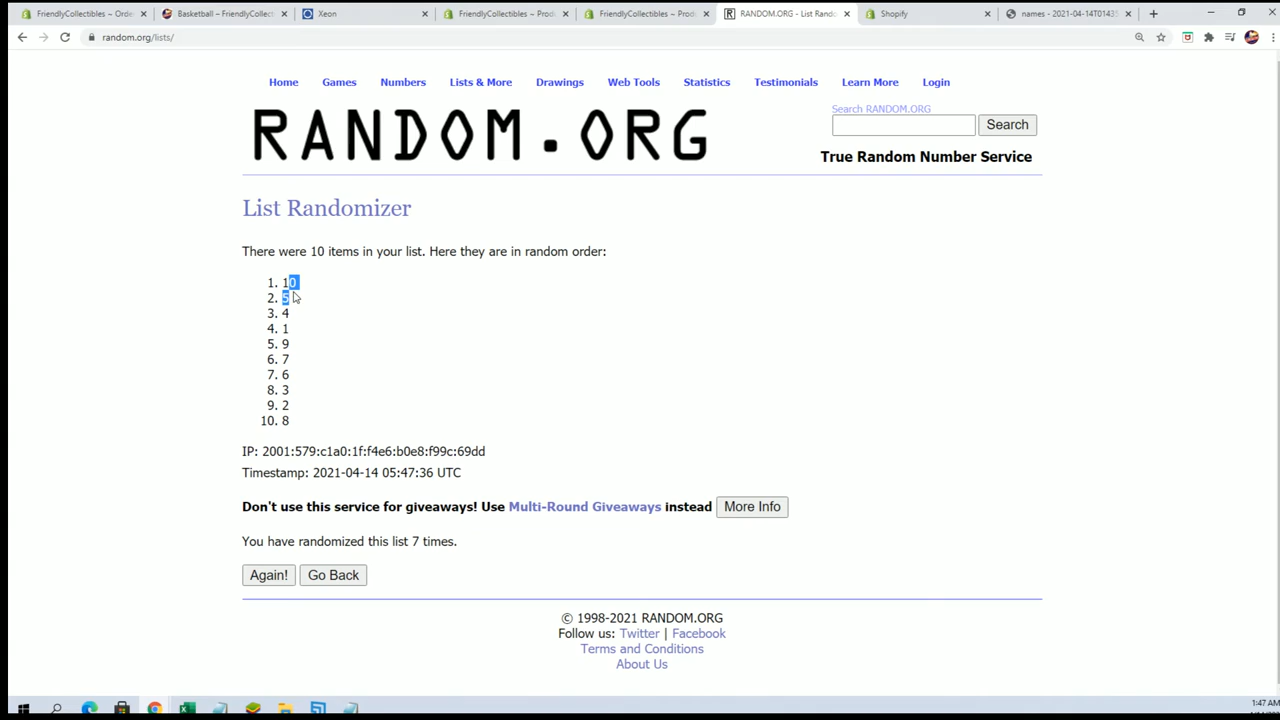 FriendlyCollectibles ~ Orde
Basketball – FriendlyCollect
Xeon
FriendlyCollectibles ~ Prod
FriendlyCollectibles ~ Prod
RANDOM.ORG - List Rando
Shopify
names - 2021-04-14T0143
random.org/lists/
Home Games Numbers Lists & More Drawings Web Tools Statistics Testimonials Learn More Login
Search RANDOM.ORG
RANDOM.ORG
Search
True Random Number Service
List Randomizer
There were 10 items in your list. Here they are in random order:
1. 10
2. 5
3. 4
4. 1
5. 9
6. 7
7. 6
8. 3
9. 2
10. 8
IP: 2001:579:c1a0:1f:f4e6:b0e8:f99c:69dd
Timestamp: 2021-04-14 05:47:36 UTC
Don't use this service for giveaways! Use Multi-Round Giveaways instead More Info
You have randomized this list 7 times.
Again! Go Back
© 1998-2021 RANDOM.ORG
Follow us: Twitter | Facebook
Terms and Conditions
About Us
1:47 AM